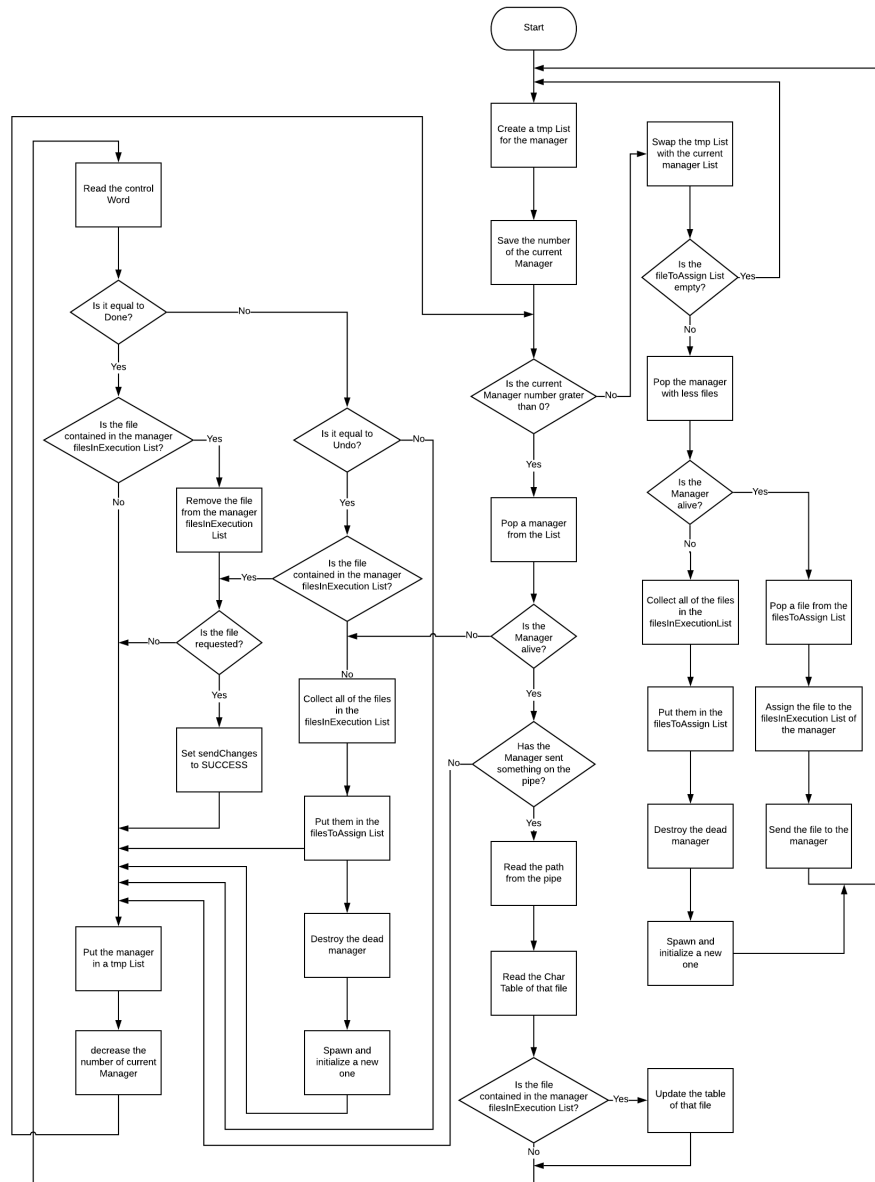 Start
Create a tmp List
for the manager
Save the number
of the current
Manager
Is the current
Manager number grater
than 0?
No
Yes
Swap the tmp List
with the current
manager List
Is the
fileToAssign List
empty?
Yes
No
Pop the manager
with less files
Is the
Manager
alive?
Yes
No
Collect all of the files
in the
filesInExecutionList
Put them in the
filesToAssign List
Destroy the dead
manager
Spawn and
initialize a new
one
Pop a file from the
filesToAssign List
Assign the file to the
filesInExecution List of
the manager
Send the file to the
manager
Pop a manager
from the List
Is the
Manager
alive?
No
Yes
Has the
Manager sent
something on the
pipe?
No
Yes
Read the path
from the pipe
Read the Char
Table of that file
Is the file
contained in the manager
filesInExecution List?
Yes
No
Update the table
of that file
Read the control
Word
Is it equal to
Done?
No
Yes
Is the file
contained in the manager
filesInExecution List?
Yes
No
Remove the file
from the manager
filesInExecution
List
Is it equal to
Undo?
No
Yes
Is the file
contained in the manager
filesInExecution List?
Yes
No
Is the file
requested?
No
Yes
Set sendChanges
to SUCCESS
Collect all of the files
in the
filesInExecution List
Put them in the
filesToAssign List
Destroy the dead
manager
Spawn and
initialize a new
one
Put the manager
in a tmp List
decrease the
number of current
Manager